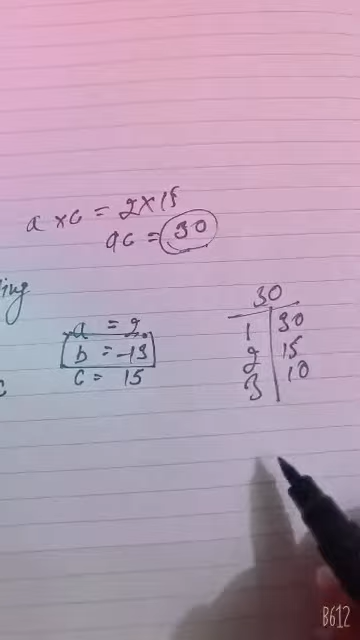 a × c = 2×15
ac = 30
ing
a = 2
b = -13
c = 15
c
30
1 30
2 15
3 10
B612